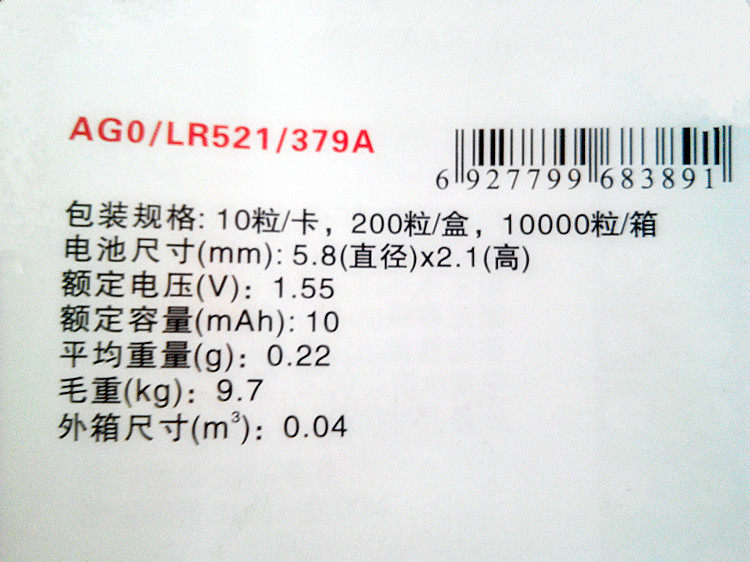 AG0/LR521/379A
6 927799 683891
包装规格: 10粒/卡，200粒/盒，10000粒/箱
电池尺寸(mm): 5.8(直径)x2.1(高)
额定电压(V)：1.55
额定容量(mAh): 10
平均重量(g)：0.22
毛重(kg)：9.7
外箱尺寸(m³)：0.04